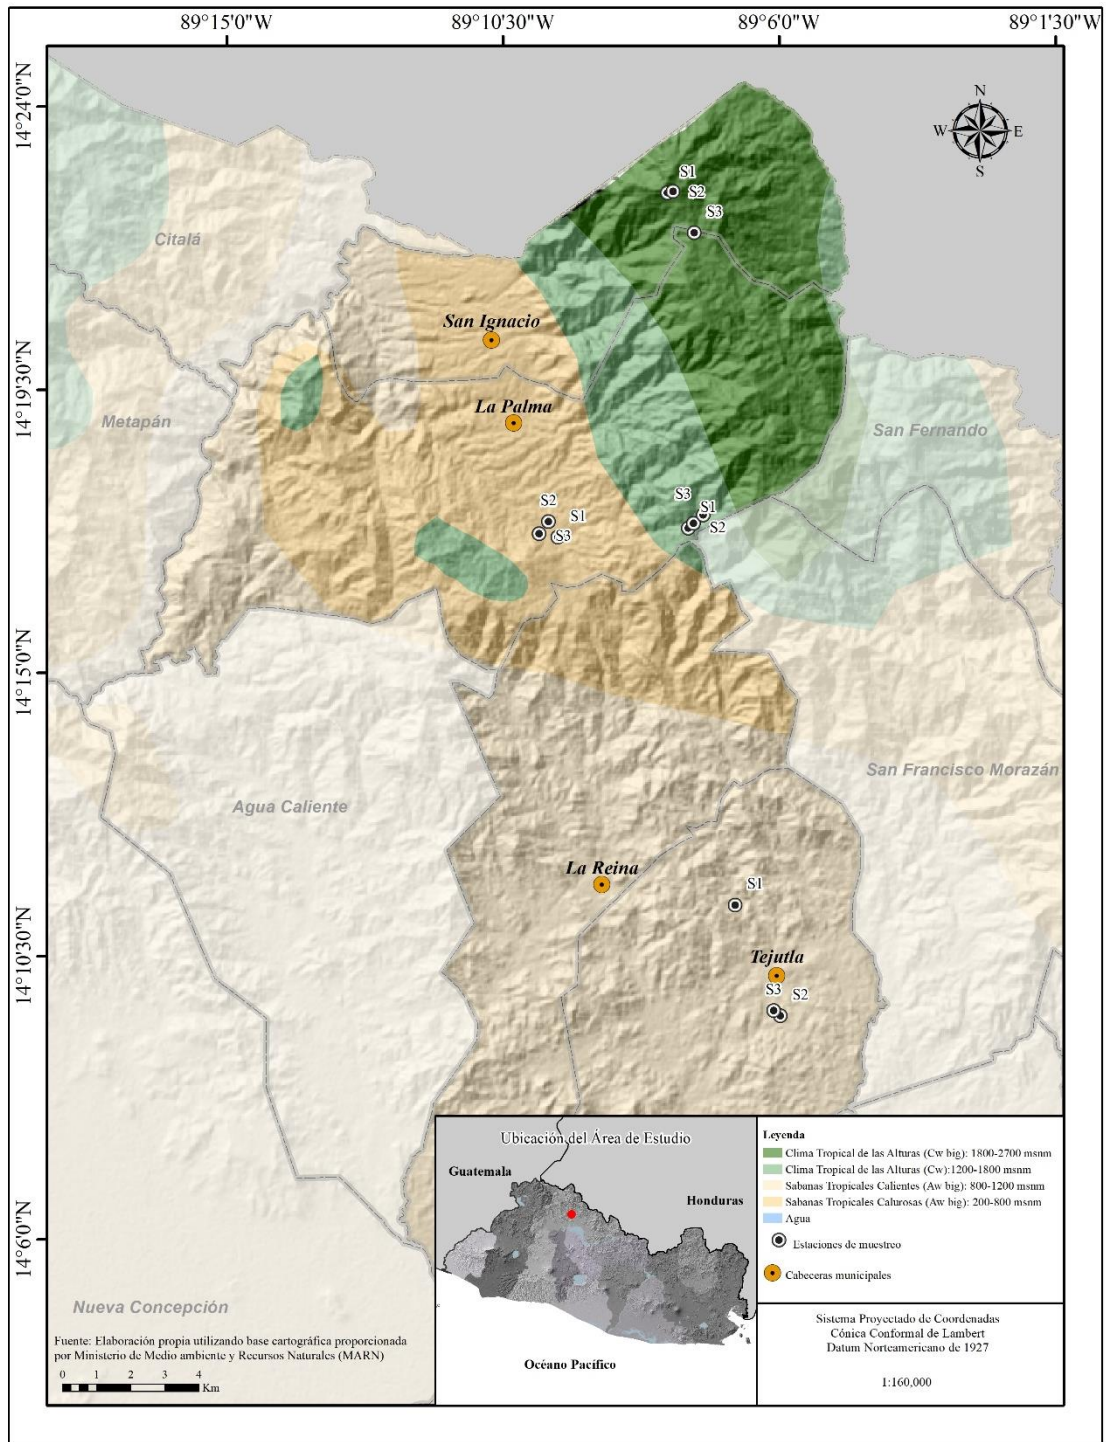 89°15'0"W
89°10'30"W
89°6'0"W
89°1'30"W
14°24'0"N
N
W
E
S
S1
S2
S3
Citalá
San Ignacio
14°19'30"N
La Palma
Metapán
San Fernando
S2
S1
S3
S3
S1
S2
14°15'0"N
San Francisco Morazán
Agua Caliente
La Reina
S1
14°10'30"N
Tejutla
S3
S2
14°6'0"N
Nueva Concepción
Fuente: Elaboración propia utilizando base cartográfica proporcionada
por Ministerio de Medio ambiente y Recursos Naturales (MARN)
0 1 2 3 4
Km
Ubicación del Área de Estudio
Guatemala
Honduras
Océano Pacífico
Leyenda
Clima Tropical de las Alturas (Cw big): 1800-2700 msnm
Clima Tropical de las Alturas (Cw):1200-1800 msnm
Sabanas Tropicales Calientes (Aw big): 800-1200 msnm
Sabanas Tropicales Calurosas (Aw big): 200-800 msnm
Agua
Estaciones de muestreo
Cabeceras municipales
Sistema Proyectado de Coordenadas
Cónica Conformal de Lambert
Datum Norteamericano de 1927
1:160,000